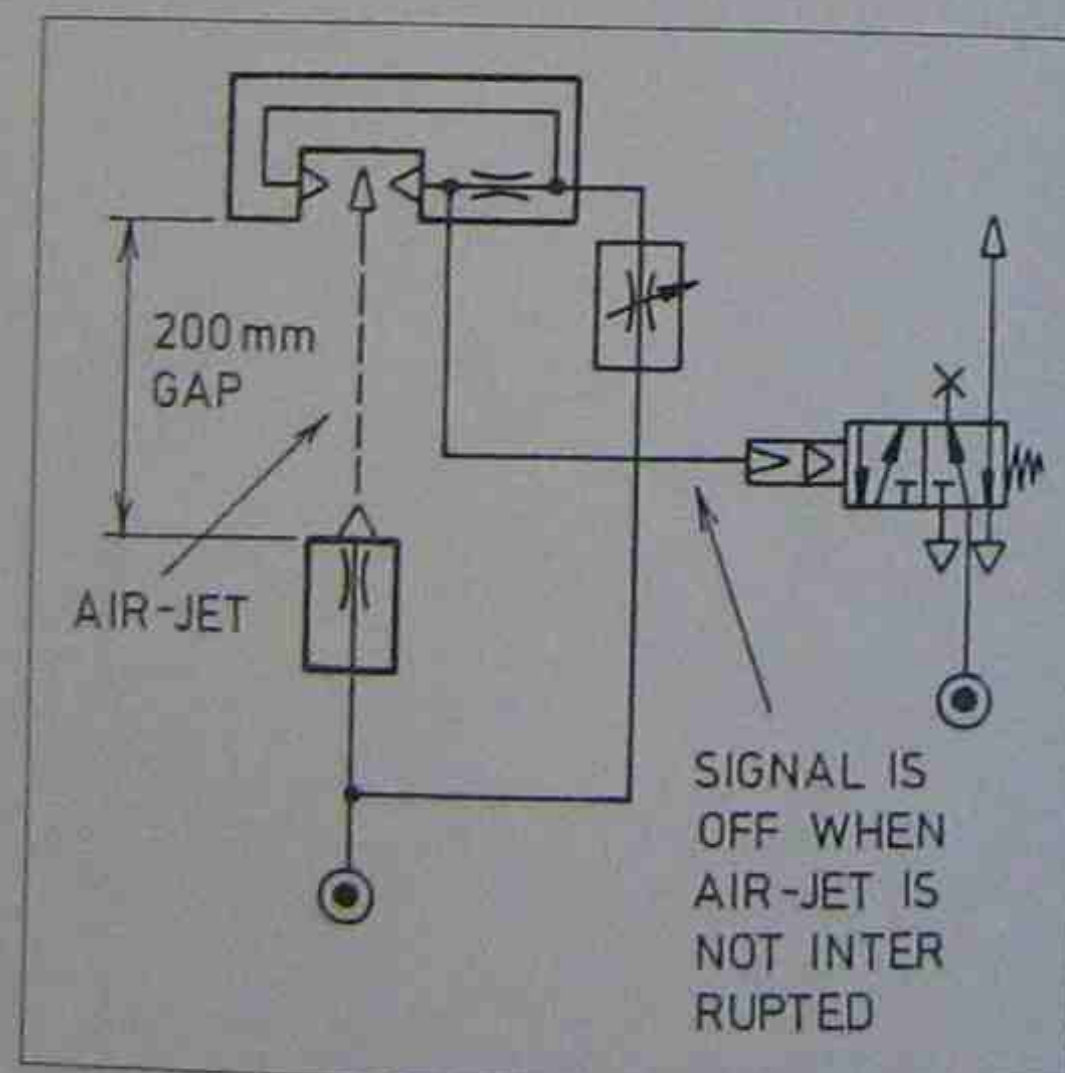 200 mm
GAP
AIR-JET
SIGNAL IS
OFF WHEN
AIR-JET IS
NOT INTER
RUPTED